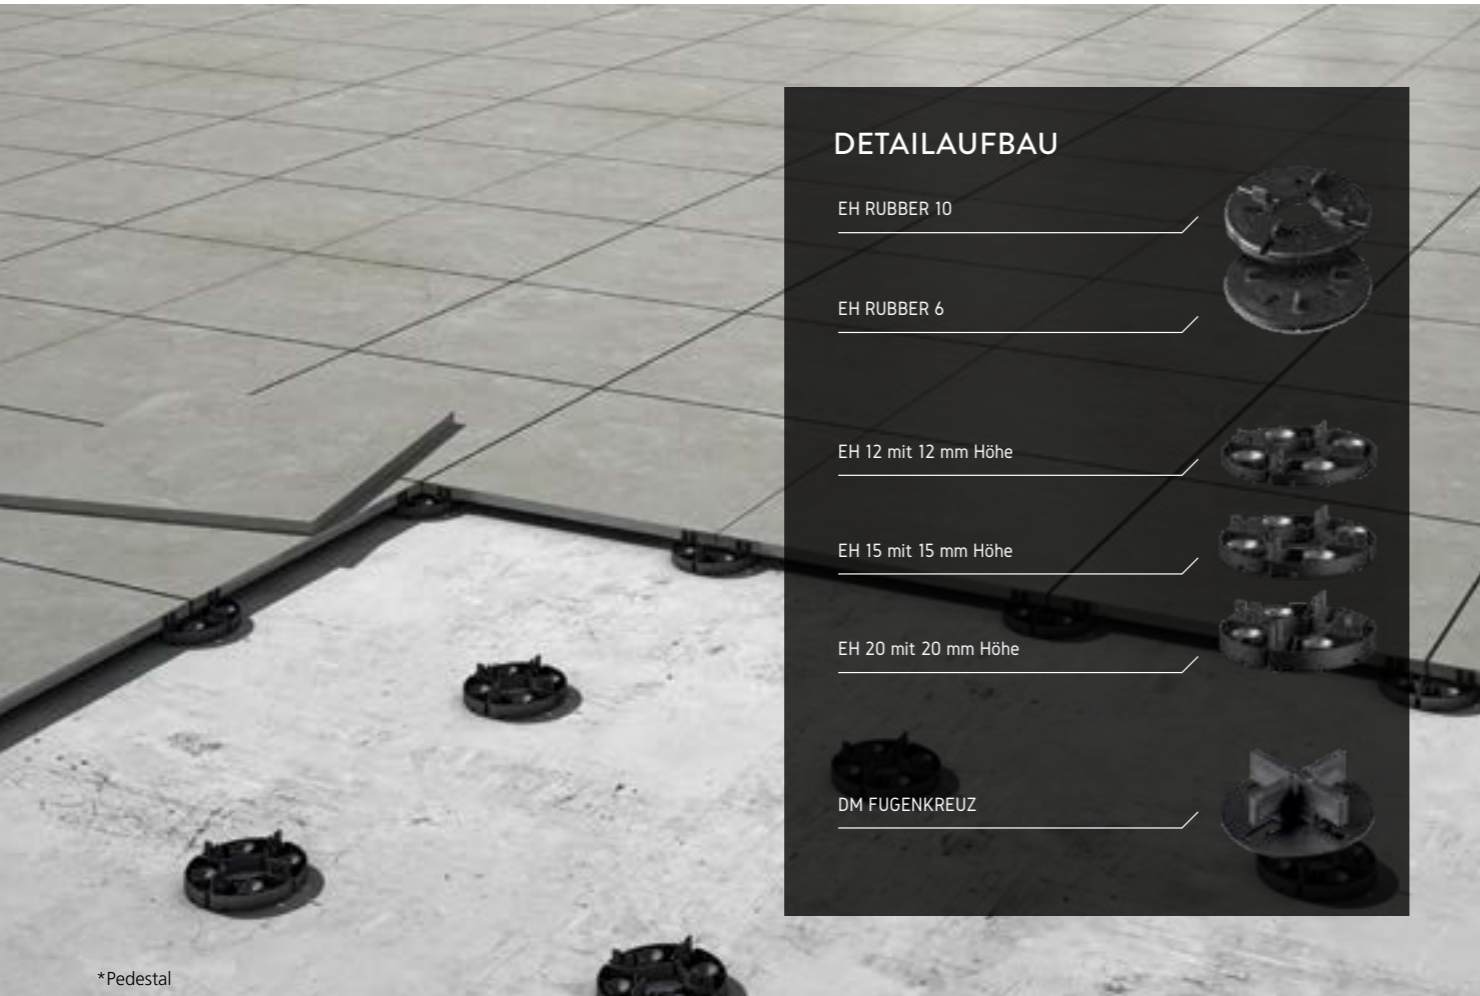 DETAILAUFBAU
EH RUBBER 10
EH RUBBER 6
EH 12 mit 12 mm Höhe
EH 15 mit 15 mm Höhe
EH 20 mit 20 mm Höhe
DM FUGENKREUZ
*Pedestal